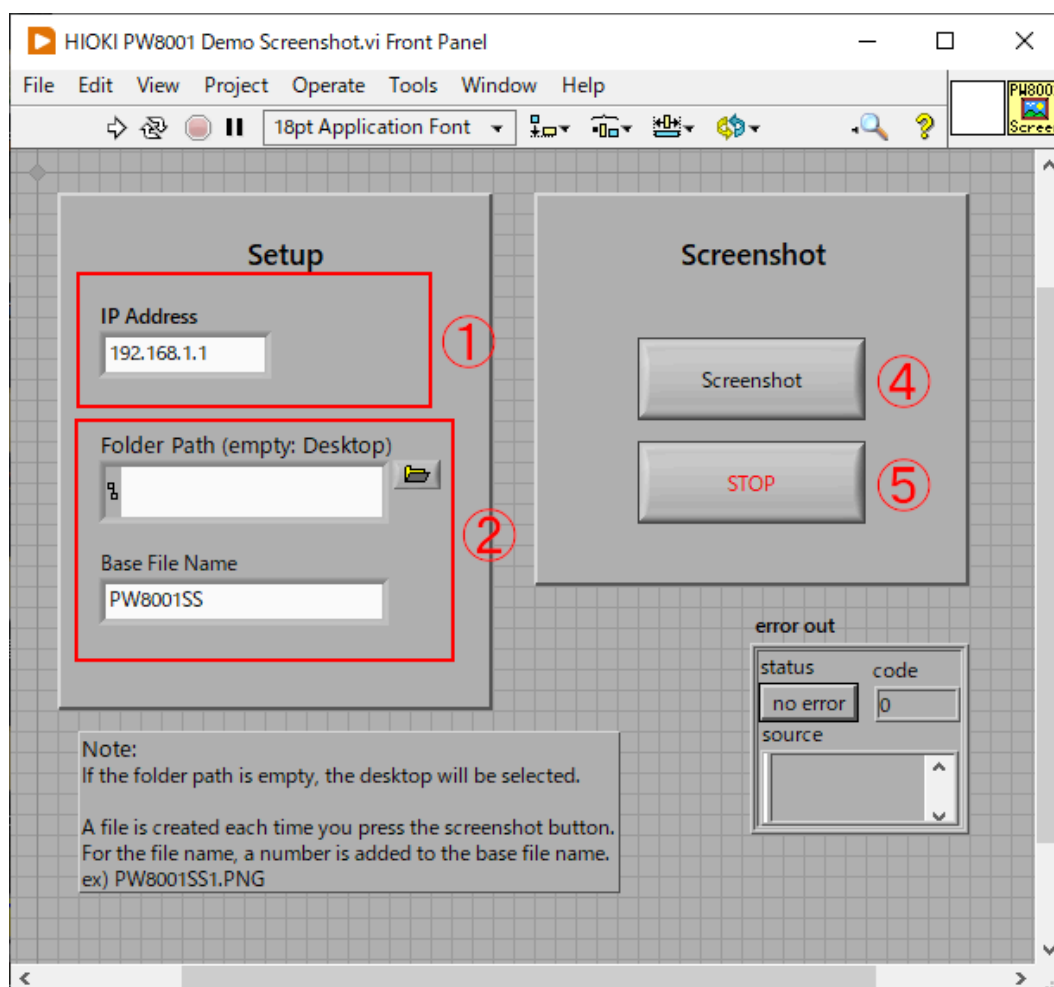 HIOKI PW8001 Demo Screenshot.vi Front Panel
File Edit View Project Operate Tools Window Help
18pt Application Font
PW800
Scree
Setup
IP Address
192.168.1.1
①
Folder Path (empty: Desktop)
②
Base File Name
PW8001SS
Screenshot
Screenshot
④
STOP
⑤
error out
status code
no error 0
source
Note:
If the folder path is empty, the desktop will be selected.
A file is created each time you press the screenshot button.
For the file name, a number is added to the base file name.
ex) PW8001SS1.PNG